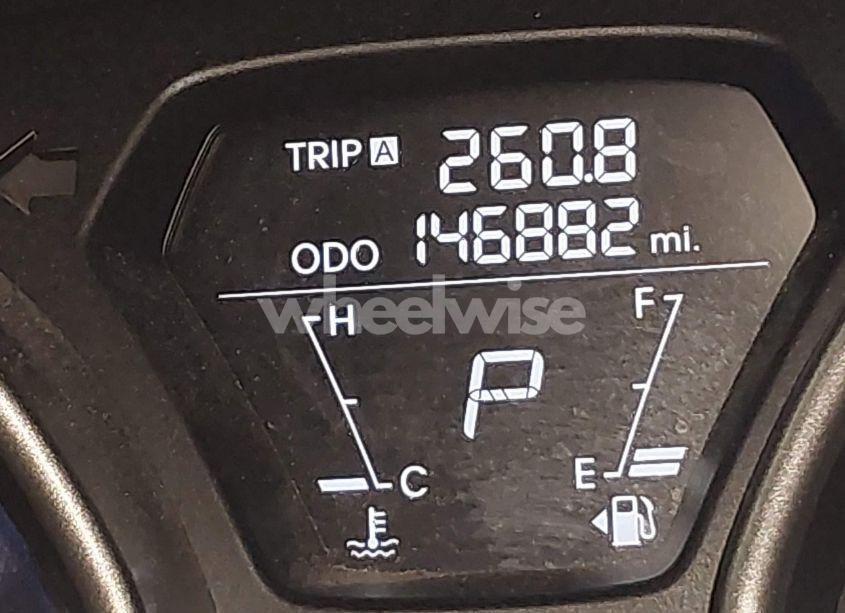 TRIP A 260.8
ODO 146882 mi.
wheelwise
H F
P
C E